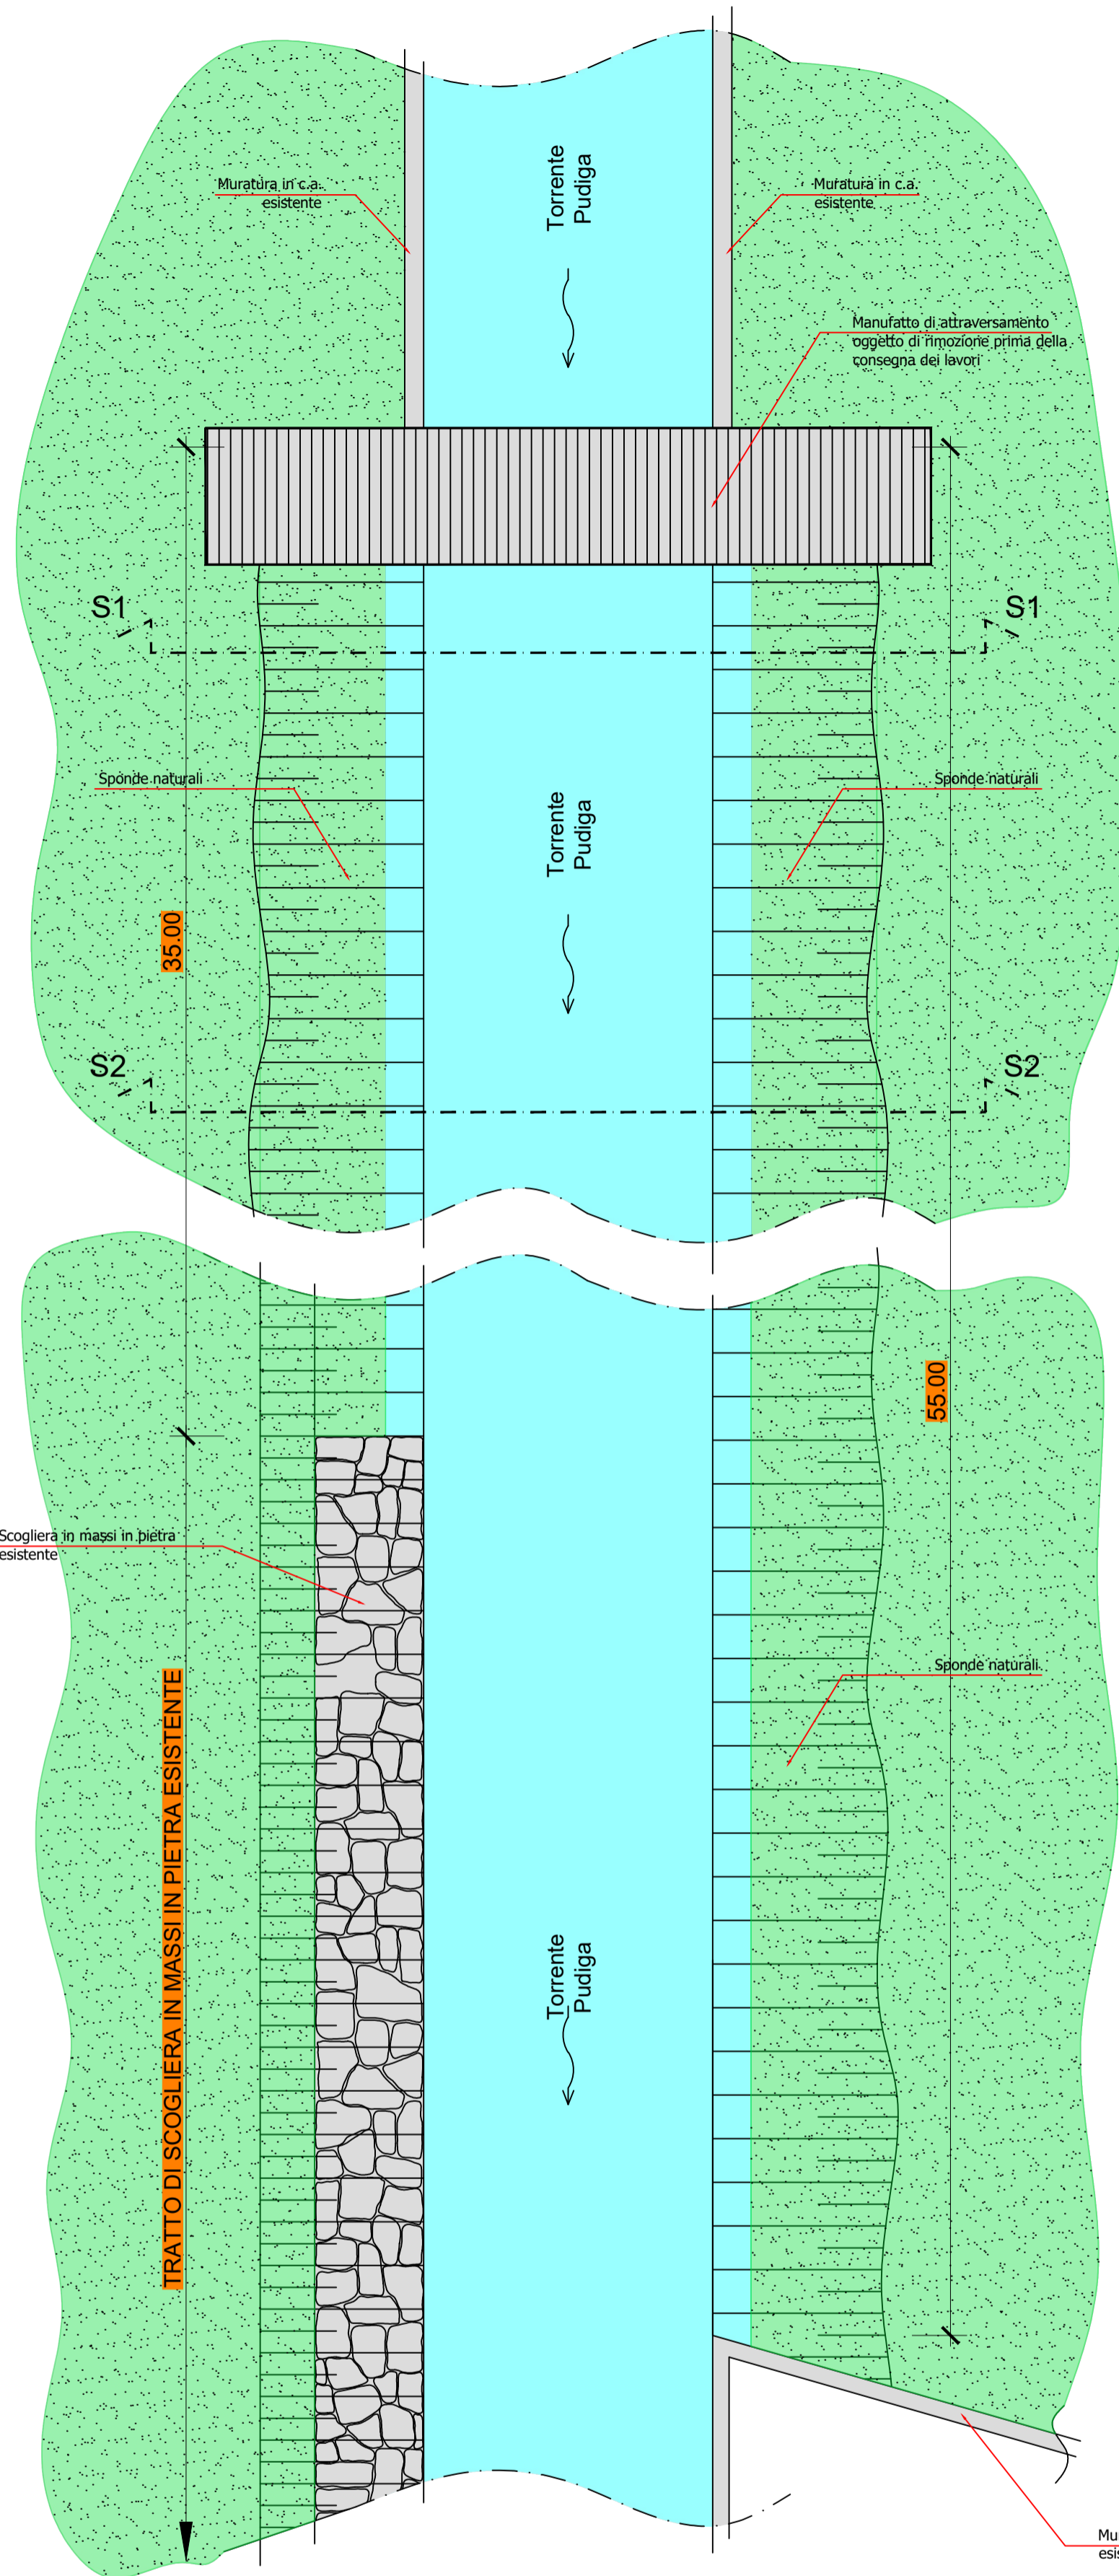 Torrente
Pudiga
Muratura in c.a.
esistente
Muratura in c.a.
esistente
Manufatto di attraversamento
oggetto di rimozione prima della
consegna dei lavori
S1
S1
Sponde naturali
Torrente
Pudiga
Sponde naturali
35.00
S2
S2
55.00
Scogliera in massi in pietra
esistente
Sponde naturali
TRATTO DI SCOGLIERA IN MASSI IN PIETRA ESISTENTE
Torrente
Pudiga